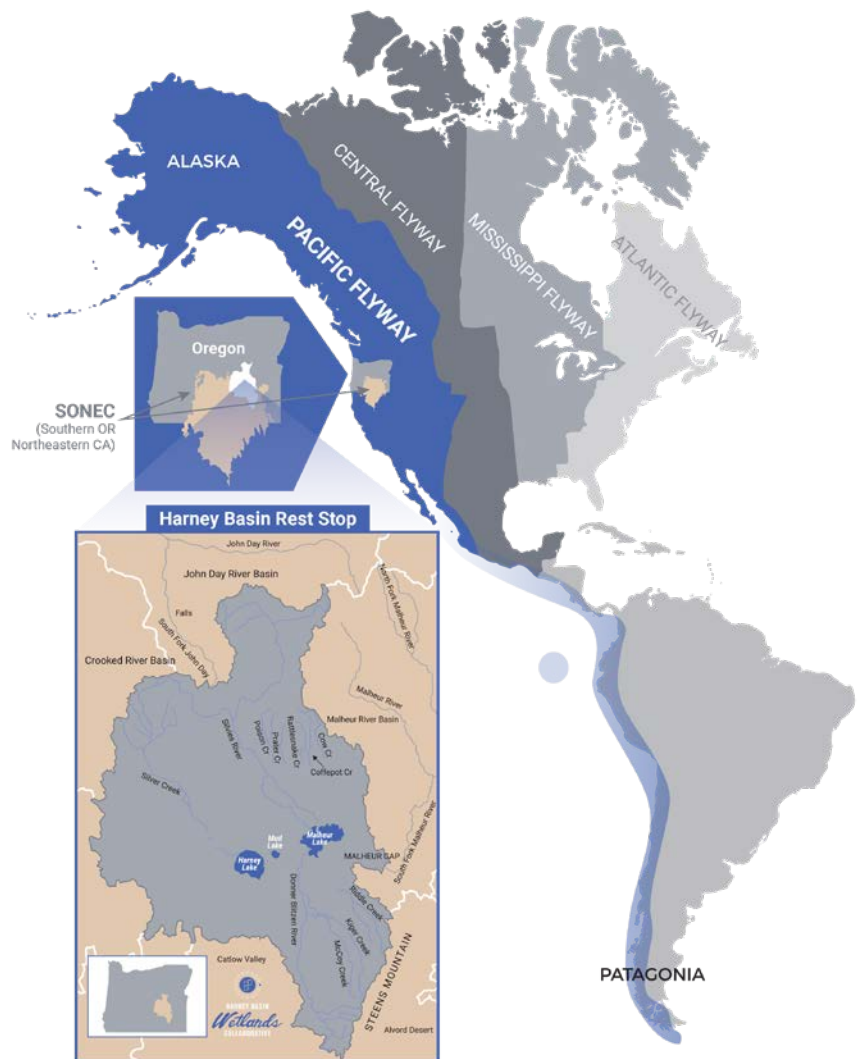 ALASKA
PACIFIC FLYWAY
CENTRAL FLYWAY
MISSISSIPPI FLYWAY
ATLANTIC FLYWAY
Oregon
SONEC
(Southern OR
Northeastern CA)
Harney Basin Rest Stop
John Day River
John Day River Basin
North Fork Malheur River
Falls
South Fork John Day
Crooked River Basin
Malheur River
Malheur River Basin
Silvies River
Poison Cr
Prater Cr
Rattlesnake Cr
Cow Cr
Coffepot Cr
Silver Creek
Malheur Lake
Mud Lake
Harney Lake
MALHEUR GAP
South Fork Malheur River
Donner Blitzen River
Riddle Creek
Kiger Creek
McCoy Creek
STEENS MOUNTAIN
Catlow Valley
HARNEY BASIN
Wetlands
COLLABORATIVE
Alvord Desert
PATAGONIA